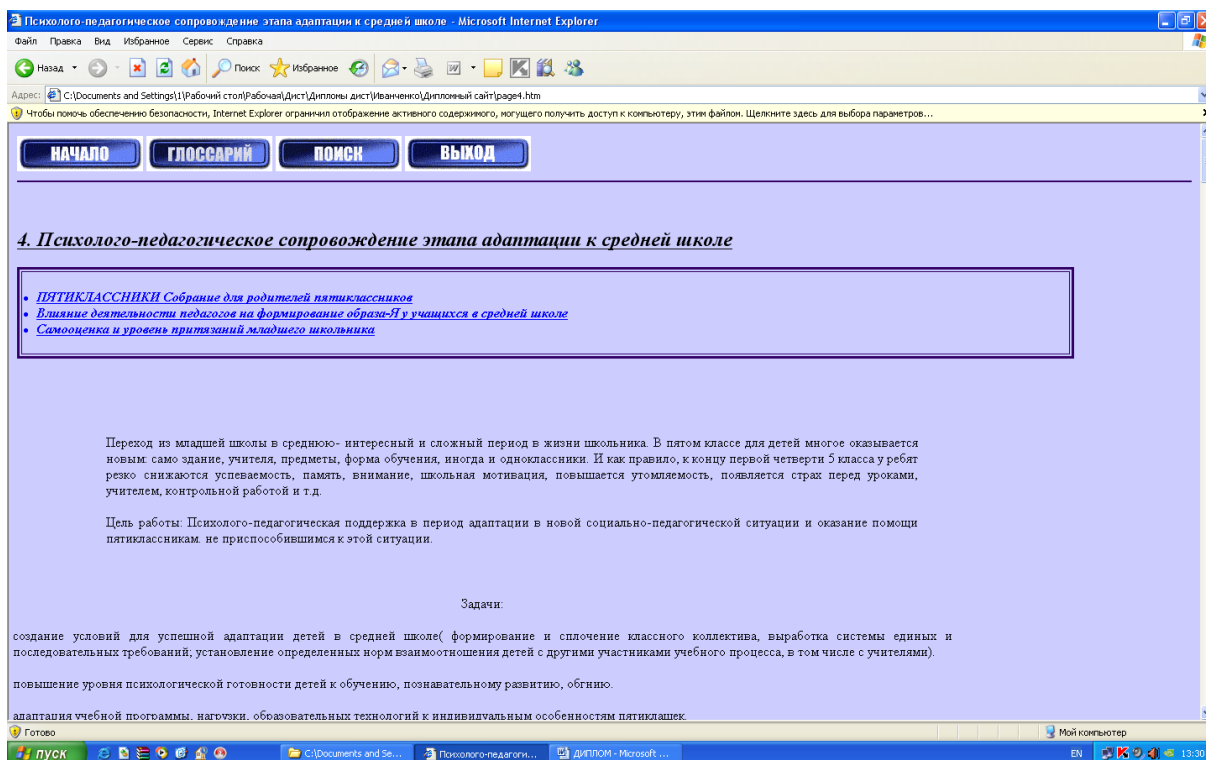 Психолого-педагогическое сопровождение этапа адаптации к средней школе - Microsoft Internet Explorer
Файл Правка Вид Избранное Сервис Справка
Назад Поиск Избранное
Адрес: C:\Documents and Settings\1\Рабочий стол\Рабочая\Дист\Дипломы дист\Иванченко\Дипломный сайт\page4.htm
Чтобы помочь обеспечению безопасности, Internet Explorer ограничил отображение активного содержимого, могущего получить доступ к компьютеру, этим файлом. Щелкните здесь для выбора параметров...
НАЧАЛО ГЛОССАРИЙ ПОИСК ВЫХОД
4. Психолого-педагогическое сопровождение этапа адаптации к средней школе
• ПЯТИКЛАССНИКИ Собрание для родителей пятиклассников
• Влияние деятельности педагогов на формирование образа-Я у учащихся в средней школе
• Самооценка и уровень притязаний младшего школьника
Переход из младшей школы в среднюю- интересный и сложный период в жизни школьника. В пятом классе для детей многое оказывается
новым: само здание, учителя, предметы, форма обучения, иногда и одноклассники. И как правило, к концу первой четверти 5 класса у ребят
резко снижаются успеваемость, память, внимание, школьная мотивация, повышается утомляемость, появляется страх перед уроками,
учителем, контрольной работой и т.д.
Цель работы: Психолого-педагогическая поддержка в период адаптации в новой социально-педагогической ситуации и оказание помощи
пятиклассникам. не приспособившимся к этой ситуации.
Задачи:
создание условий для успешной адаптации детей в средней школе( формирование и сплочение классного коллектива, выработка системы единых и
последовательных требований; установление определенных норм взаимоотношения детей с другими участниками учебного процесса, в том числе с учителями).
повышение уровня психологической готовности детей к обучению, познавательному развитию, обгнию.
адаптация учебной программы, нагрузки, образовательных технологий к индивидуальным особенностям пятиклашек.
Готово Мой компьютер
пуск C:\Documents and Se... Психолого-педагоги... ДИПЛОМ - Microsoft ... EN 13:30